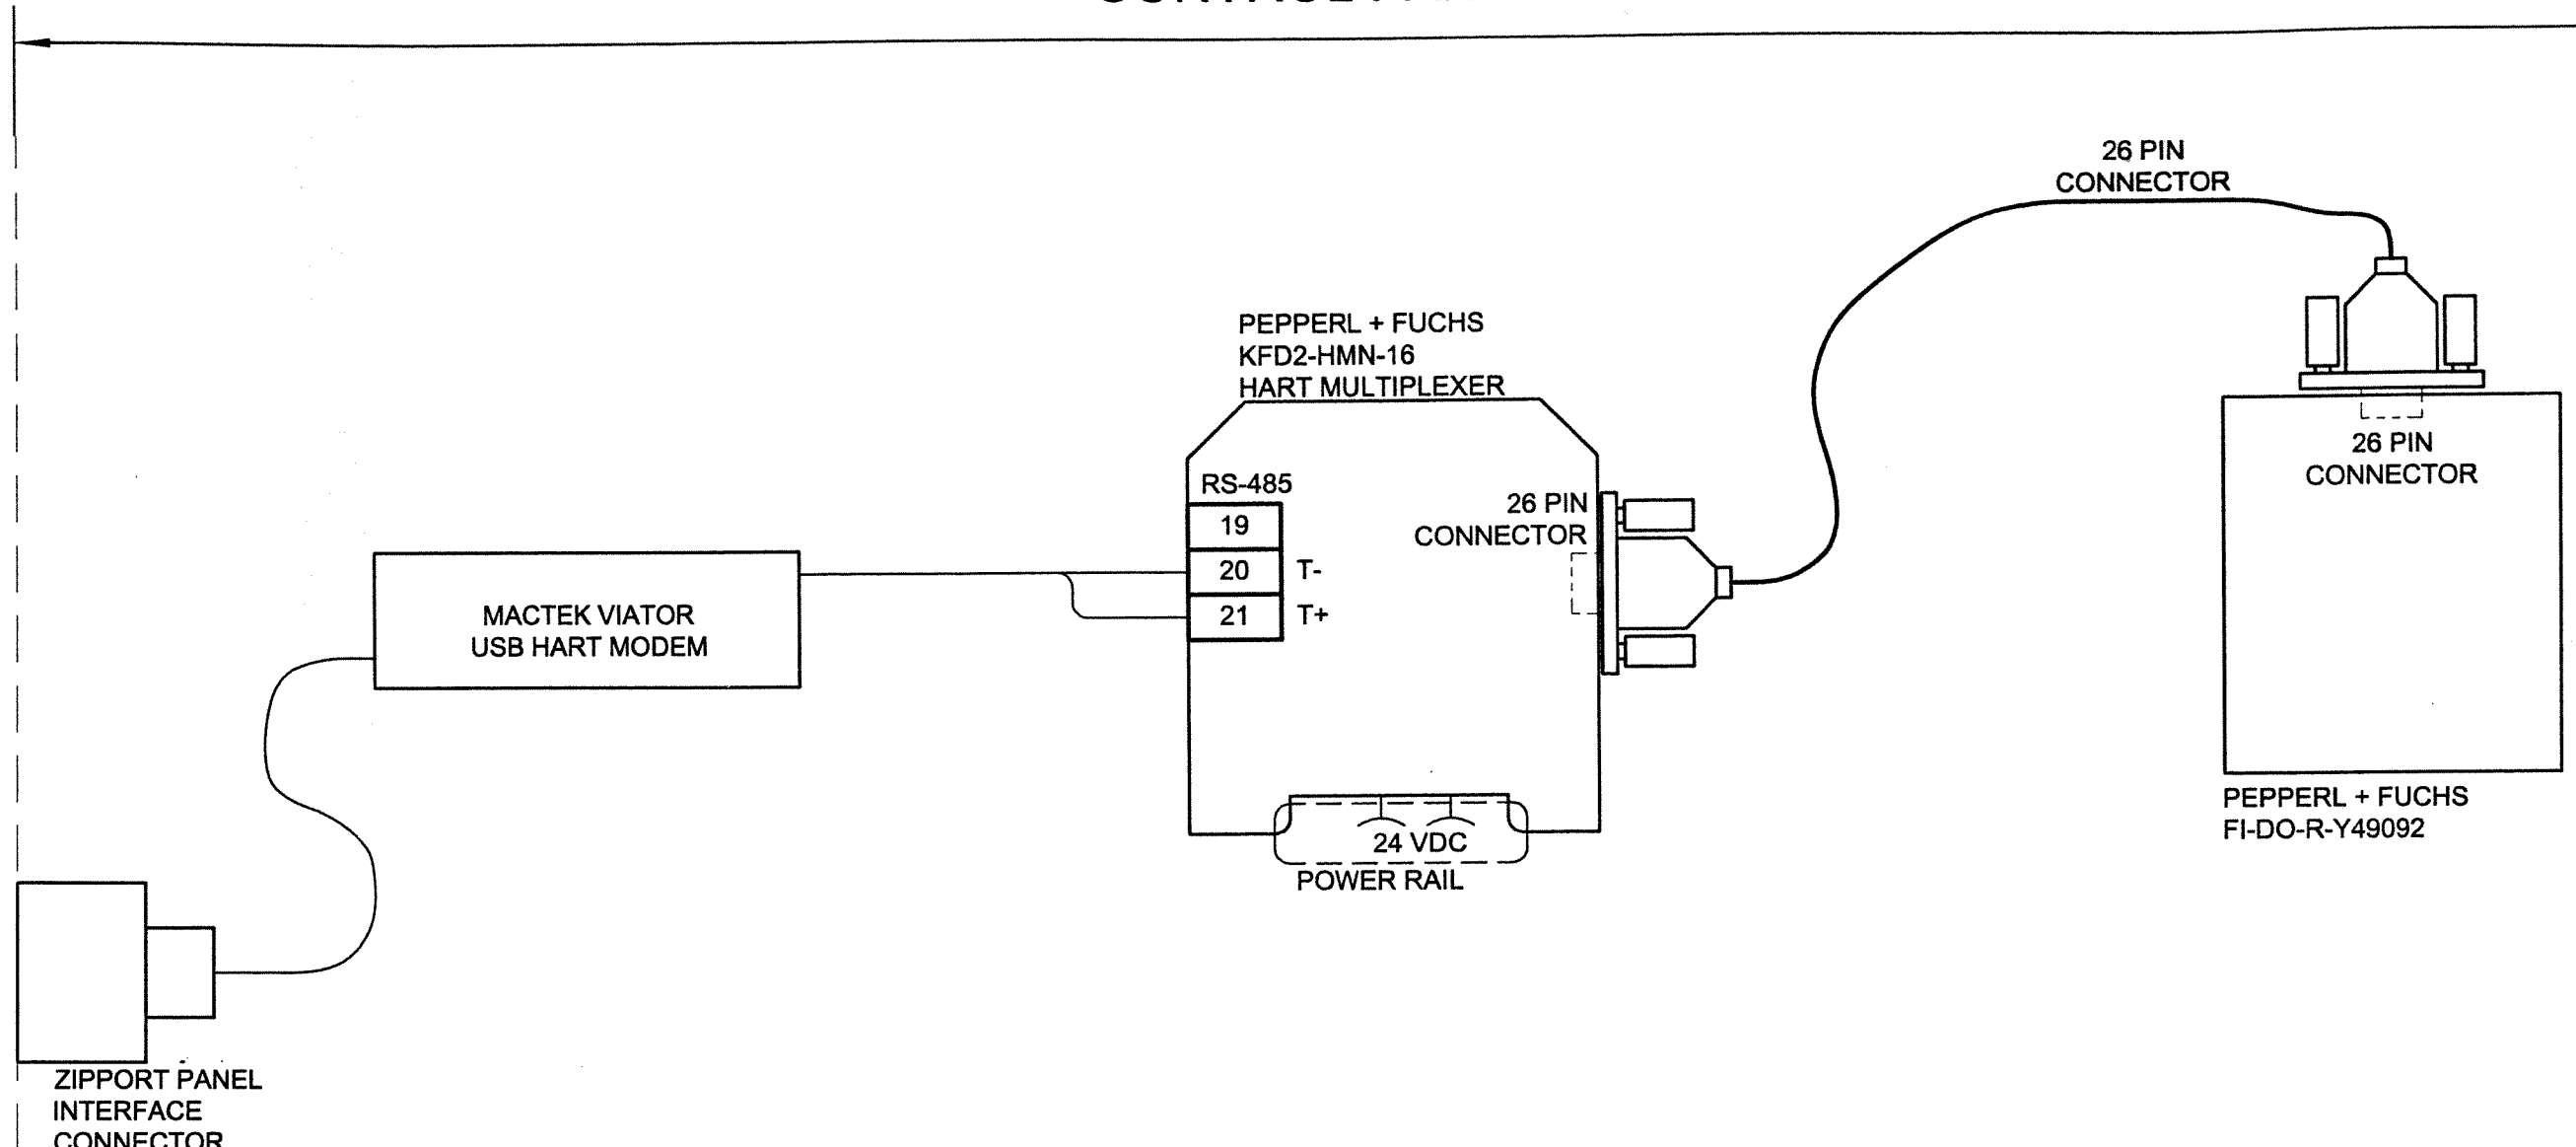 26 PIN
CONNECTOR
PEPPERL + FUCHS
KFD2-HMN-16
HART MULTIPLEXER
26 PIN
CONNECTOR
RS-485
19
26 PIN
CONNECTOR
20 T-
21 T+
MACTEK VIATOR
USB HART MODEM
24 VDC
POWER RAIL
PEPPERL + FUCHS
FI-DO-R-Y49092
ZIPPORT PANEL
INTERFACE
CONNECTOR